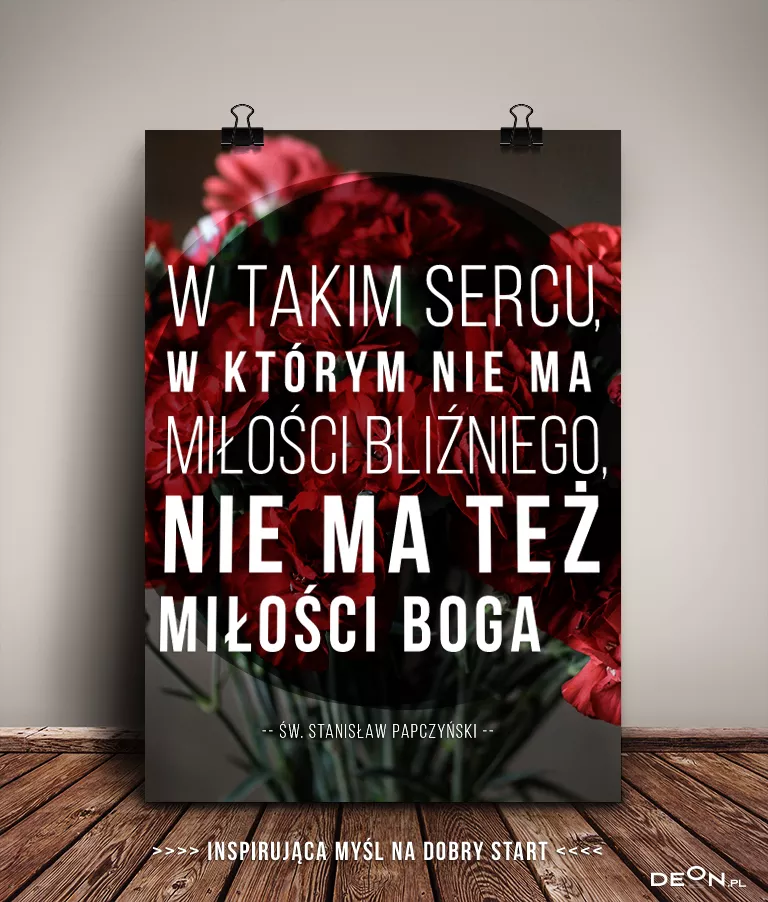 W TAKIM SERCU,
W KTÓRYM NIE MA
MIŁOŚCI BLIŹNIEGO,
NIE MA TEŻ
MIŁOŚCI BOGA
-- ŚW. STANISŁAW PAPCZYŃSKI --
>>>> INSPIRUJĄCA MYŚL NA DOBRY START <<<<
DEON.PL